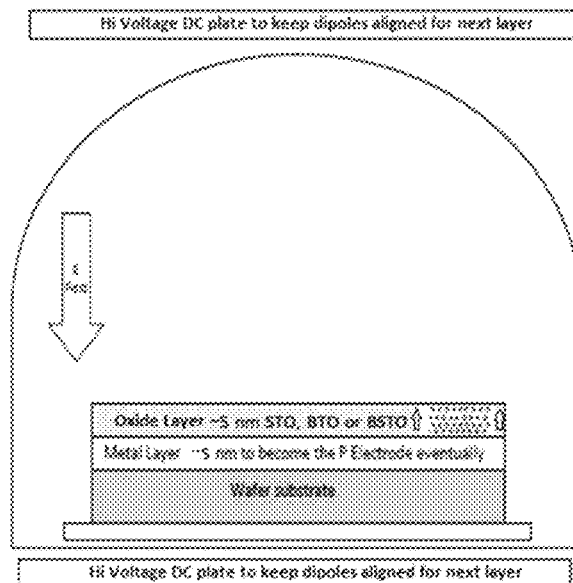 Hi Voltage DC plate to keep dipoles aligned for next layer
E
Oxide Layer ~5 nm STO, BTO or BSTO
Metal Layer ~5 nm to become the P Electrode eventually
Wafer substrate
Hi Voltage DC plate to keep dipoles aligned for next layer